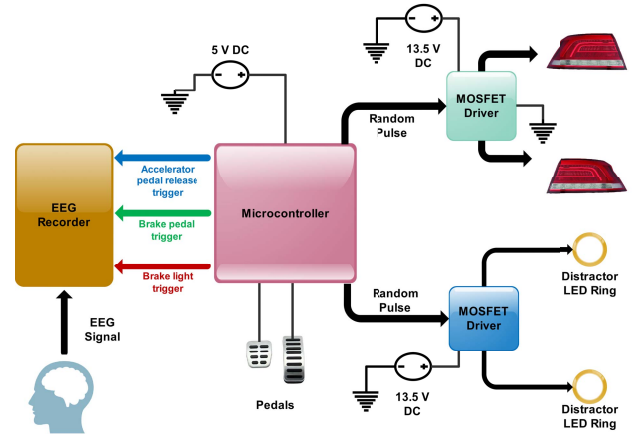 5 V DC
13.5 V
DC
MOSFET
Driver
Random
Pulse
Accelerator
pedal release
trigger
EEG
Recorder
Microcontroller
Brake pedal
trigger
Brake light
trigger
Random
Pulse
MOSFET
Driver
Distractor
LED Ring
EEG
Signal
13.5 V
DC
Pedals
Distractor
LED Ring